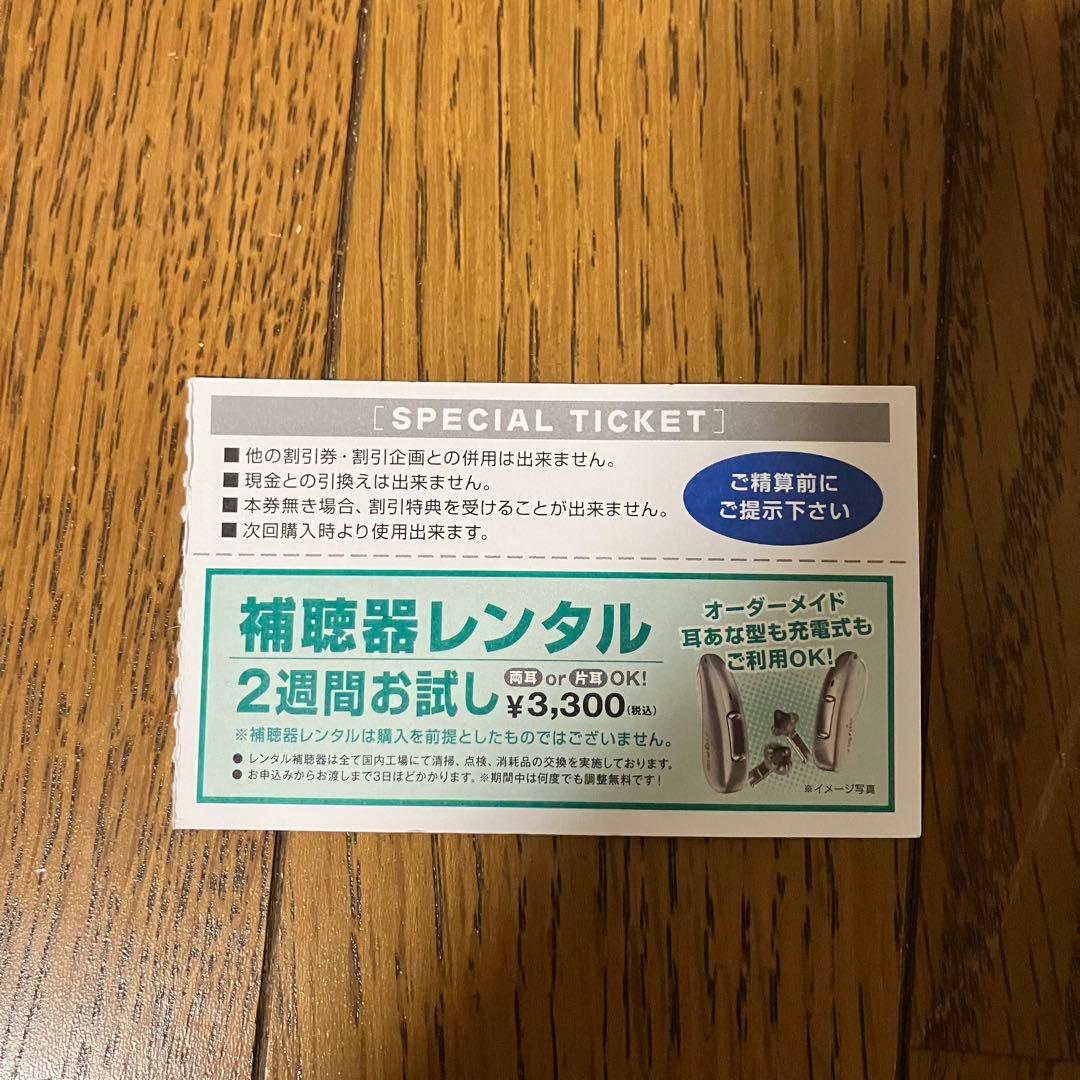 [SPECIAL TICKET]
■ 他の割引券・割引企画との併用は出来ません。
■ 現金との引換えは出来ません。
■ 本券無き場合、割引特典を受けることが出来ません。
■ 次回購入時より使用出来ます。
ご精算前に
ご提示下さい
補聴器レンタル
2週間お試し 両耳 or 片耳 OK!
¥3,300(税込)
※補聴器レンタルは購入を前提としたものではございません。
● レンタル補聴器は全て国内工場にて清掃、点検、消耗品の交換を実施しております。
● お申込みからお渡しまで3日ほどかかります。※期間中は何度でも調整無料です!
オーダーメイド
耳あな型も充電式も
ご利用OK!
※イメージ写真